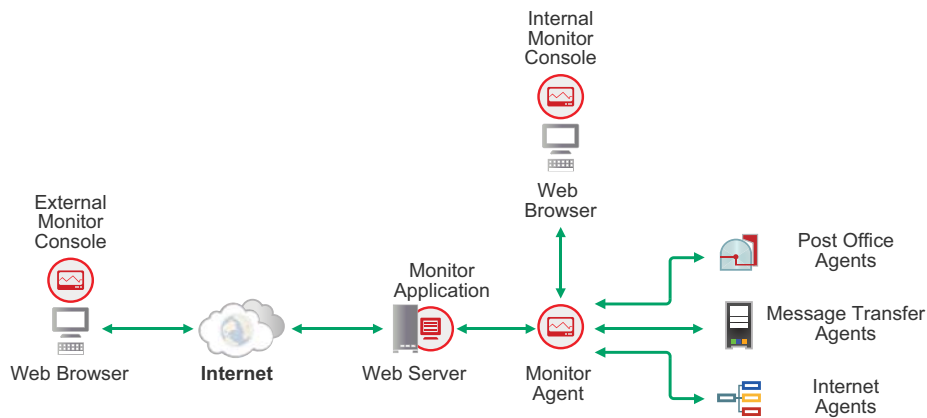 Internal
Monitor
Console
Web
Browser
External
Monitor
Console
Web Browser
Internet
Monitor
Application
Web Server
Monitor
Agent
Post Office
Agents
Message Transfer
Agents
Internet
Agents